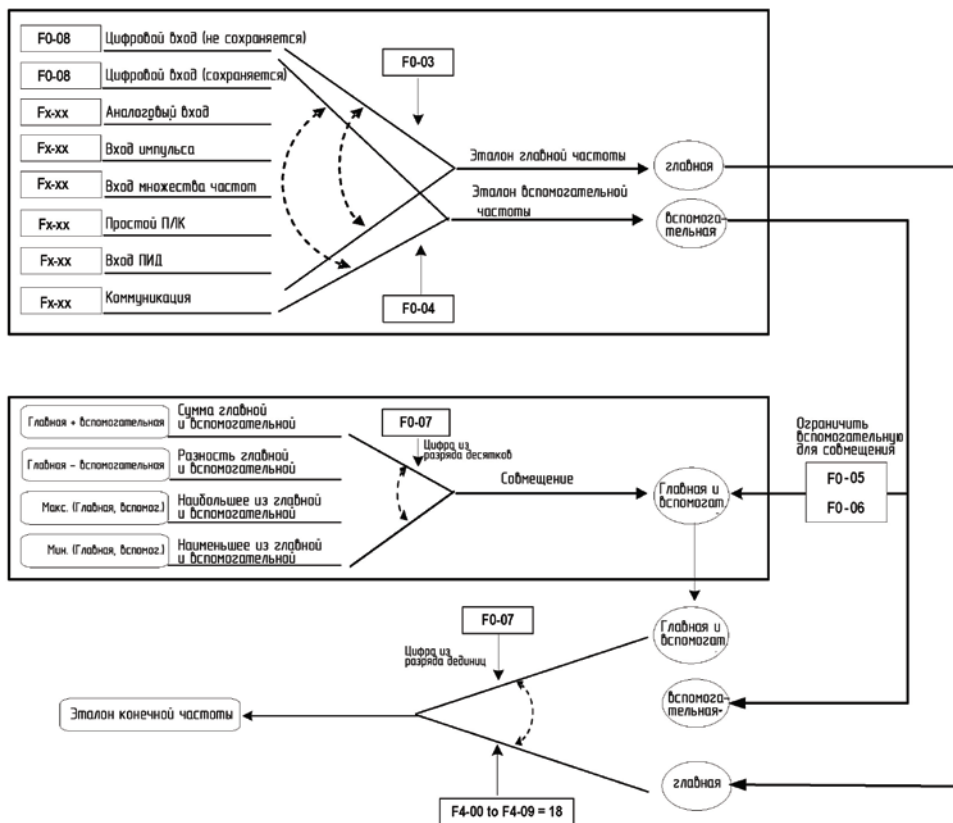 F0-08 Цифровой вход (не сохраняется)
F0-08 Цифровой вход (сохраняется)
Fx-xx Аналоговый вход
Fx-xx Вход импульса
Fx-xx Вход множества частот
Fx-xx Простой ПЛК
Fx-xx Вход ПИД
Fx-xx Коммуникация
F0-03
F0-04
Эталон главной частоты
Эталон вспомогательной
частоты
главная
вспомога-
тельная
Главная + вспомогательная
Сумма главной
и вспомогательной
Главная – вспомогательная
Разность главной
и вспомогательной
Макс. (Главная, вспомог.)
Наибольшее из главной
и вспомогательной
Мин. (Главная, вспомог.)
Наименьшее из главной
и вспомогательной
F0-07
Цифра из
разряда десятков
Совмещение
Главная и
вспомогат.
Ограничить
вспомогательную
для совмещения
F0-05
F0-06
F0-07
Цифра из
разряда дединиц
Главная и
вспомогат.
вспомога-
тельная-
главная
Эталон конечной частоты
F4-00 to F4-09 = 18